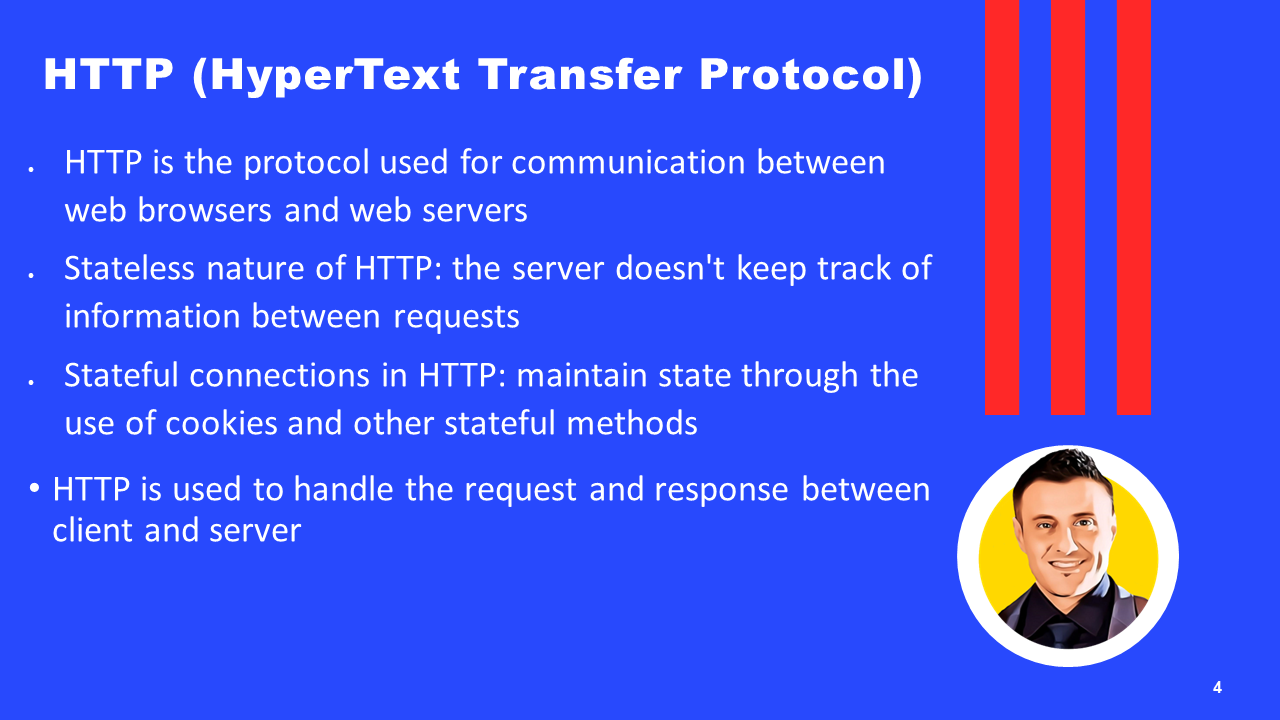 HTTP (HyperText Transfer Protocol)
• HTTP is the protocol used for communication between
web browsers and web servers
• Stateless nature of HTTP: the server doesn't keep track of
information between requests
• Stateful connections in HTTP: maintain state through the
use of cookies and other stateful methods
• HTTP is used to handle the request and response between
client and server
4